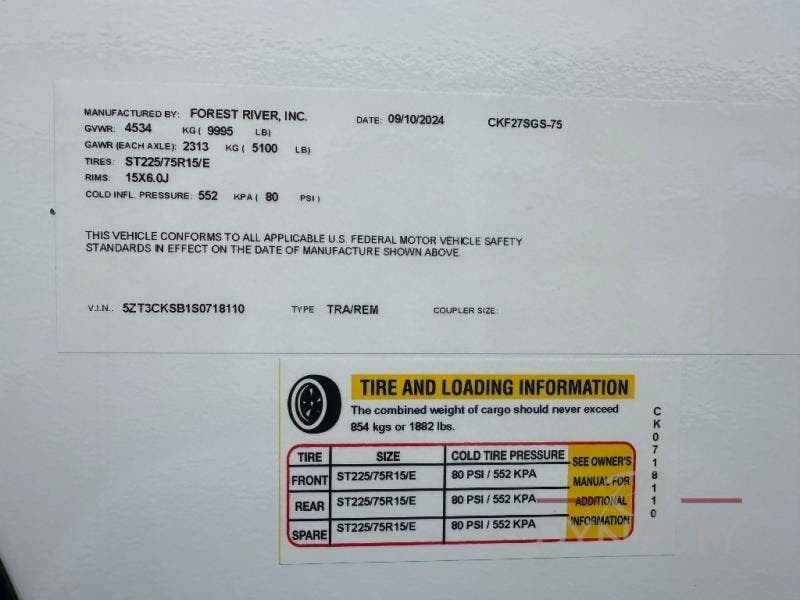 MANUFACTURED BY: FOREST RIVER, INC. DATE: 09/10/2024 CKF27SGS-75
GVWR: 4534 KG ( 9995 LB)
GAWR (EACH AXLE): 2313 KG ( 5100 LB)
TIRES: ST225/75R15/E
RIMS: 15X6.0J
COLD INFL. PRESSURE: 552 KPA ( 80 PSI )
THIS VEHICLE CONFORMS TO ALL APPLICABLE U.S. FEDERAL MOTOR VEHICLE SAFETY
STANDARDS IN EFFECT ON THE DATE OF MANUFACTURE SHOWN ABOVE.
V.I.N.. 5ZT3CKSB1S0718110 TYPE TRA/REM COUPLER SIZE:
TIRE AND LOADING INFORMATION
The combined weight of cargo should never exceed
854 kgs or 1882 lbs.
TIRE SIZE COLD TIRE PRESSURE
FRONT ST225/75R15/E 80 PSI / 552 KPA
REAR ST225/75R15/E 80 PSI / 552 KPA
SPARE ST225/75R15/E 80 PSI / 552 KPA
SEE OWNER'S
MANUAL FOR
ADDITIONAL
INFORMATION
CK0718110